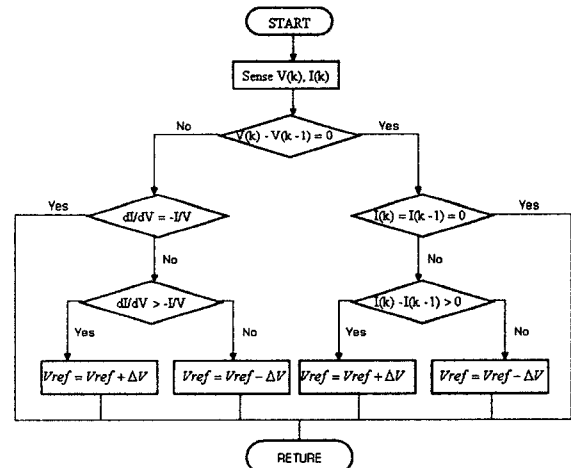 START
Sense V(k), I(k)
No
V(k) - V(k-1) = 0
Yes
Yes
dI/dV = -I/V
I(k) = I(k-1) = 0
Yes
No
No
dI/dV > -I/V
I(k) - I(k-1) > 0
Yes
No
Yes
No
Vref = Vref + ΔV
Vref = Vref - ΔV
Vref = Vref + ΔV
Vref = Vref - ΔV
RETURE